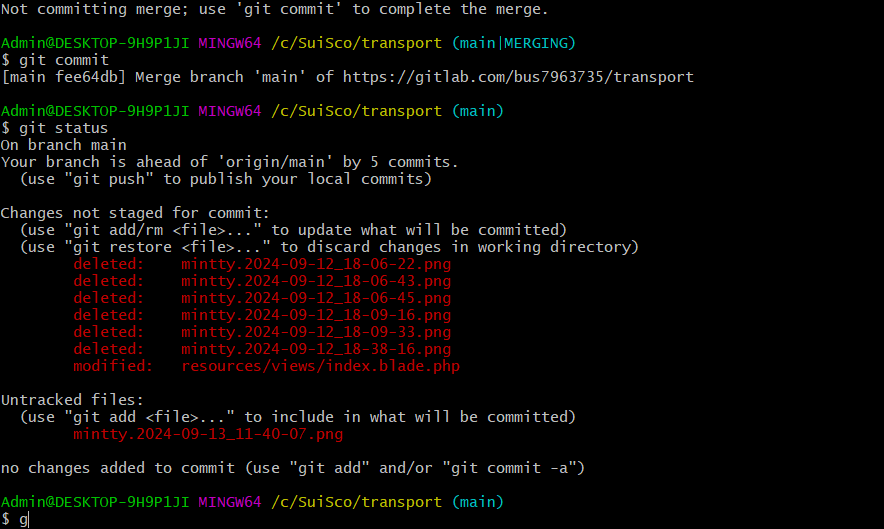 Not committing merge; use 'git commit' to complete the merge.
Admin@DESKTOP-9H9P1JI MINGW64 /c/SuiSco/transport (main|MERGING)
$ git commit
[main fee64db] Merge branch 'main' of https://gitlab.com/bus7963735/transport
Admin@DESKTOP-9H9P1JI MINGW64 /c/SuiSco/transport (main)
$ git status
On branch main
Your branch is ahead of 'origin/main' by 5 commits.
  (use "git push" to publish your local commits)
Changes not staged for commit:
  (use "git add/rm <file>..." to update what will be committed)
  (use "git restore <file>..." to discard changes in working directory)
        deleted:    mintty.2024-09-12_18-06-22.png
        deleted:    mintty.2024-09-12_18-06-43.png
        deleted:    mintty.2024-09-12_18-06-45.png
        deleted:    mintty.2024-09-12_18-09-16.png
        deleted:    mintty.2024-09-12_18-09-33.png
        deleted:    mintty.2024-09-12_18-38-16.png
        modified:   resources/views/index.blade.php
Untracked files:
  (use "git add <file>..." to include in what will be committed)
        mintty.2024-09-13_11-40-07.png
no changes added to commit (use "git add" and/or "git commit -a")
Admin@DESKTOP-9H9P1JI MINGW64 /c/SuiSco/transport (main)
$ g